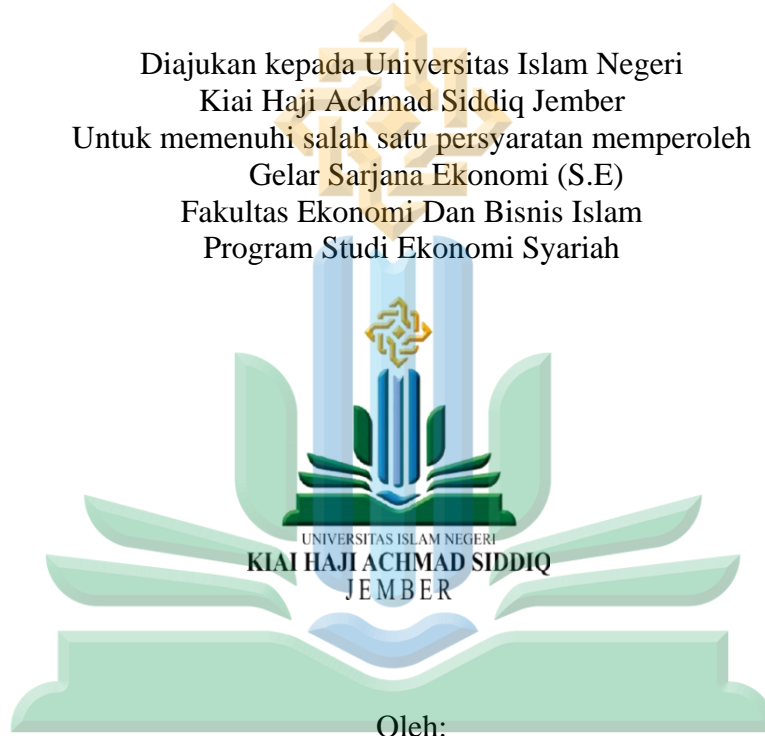 Diajukan kepada Universitas Islam Negeri
Kiai Haji Achmad Siddiq Jember
Untuk memenuhi salah satu persyaratan memperoleh
Gelar Sarjana Ekonomi (S.E)
Fakultas Ekonomi Dan Bisnis Islam
Program Studi Ekonomi Syariah
UNIVERSITAS ISLAM NEGERI
KIAI HAJI ACHMAD SIDDIQ
JEMBER
Oleh: